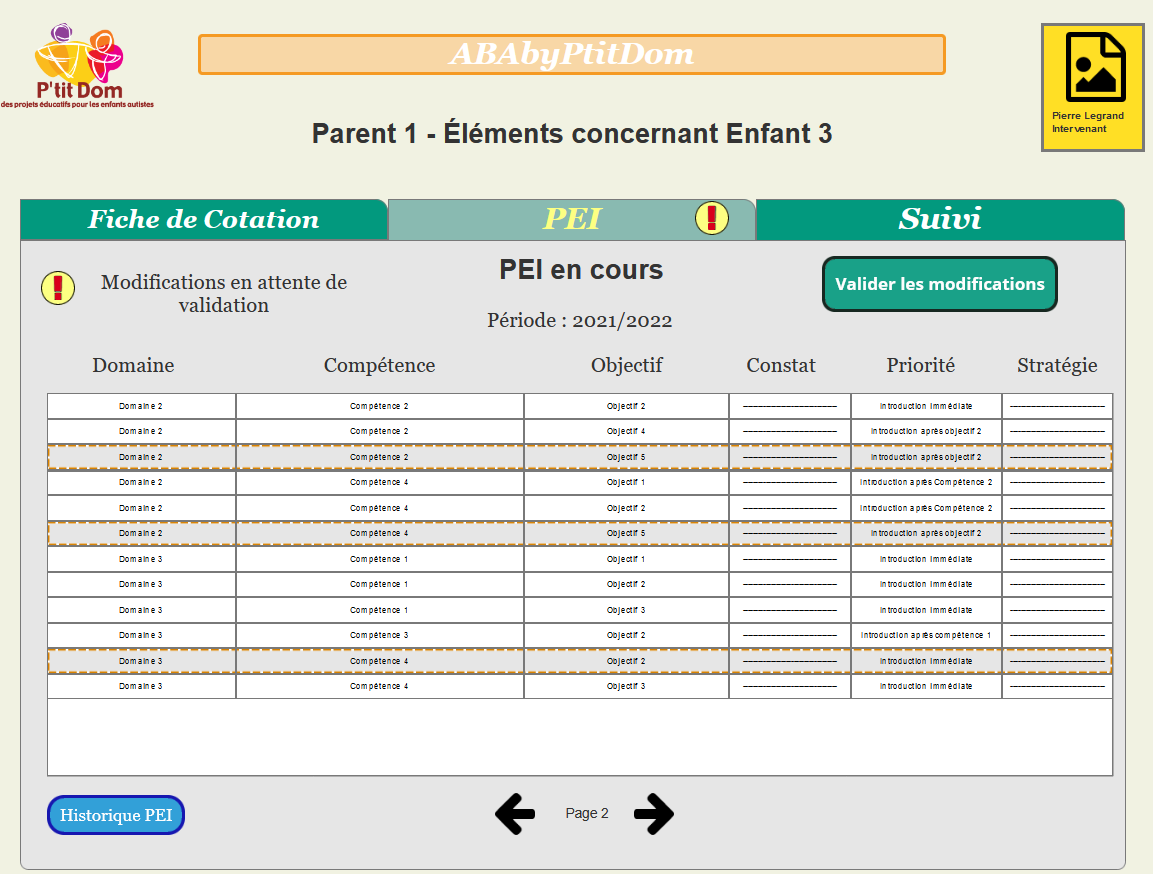 P'tit Dom
des projets éducatifs pour les enfants autistes
ABAbyPtitDom
Pierre Legrand
Intervenant
Parent 1 - Éléments concernant Enfant 3
Fiche de Cotation PEI ! Suivi
! Modifications en attente de
validation
PEI en cours
Période : 2021/2022
Valider les modifications
Domaine Compétence Objectif Constat Priorité Stratégie
Domaine 2 Compétence 2 Objectif 2 -------------------- Introduction immédiate --------------------
Domaine 2 Compétence 2 Objectif 4 -------------------- Introduction après objectif 2 --------------------
Domaine 2 Compétence 2 Objectif 5 -------------------- Introduction après objectif 2 --------------------
Domaine 2 Compétence 4 Objectif 1 -------------------- Introduction après Compétence 2 --------------------
Domaine 2 Compétence 4 Objectif 2 -------------------- Introduction après Compétence 2 --------------------
Domaine 2 Compétence 4 Objectif 5 -------------------- Introduction après objectif 2 --------------------
Domaine 3 Compétence 1 Objectif 1 -------------------- Introduction immédiate --------------------
Domaine 3 Compétence 1 Objectif 2 -------------------- Introduction immédiate --------------------
Domaine 3 Compétence 1 Objectif 3 -------------------- Introduction immédiate --------------------
Domaine 3 Compétence 3 Objectif 2 -------------------- Introduction après compétence 1 --------------------
Domaine 3 Compétence 4 Objectif 2 -------------------- Introduction immédiate --------------------
Domaine 3 Compétence 4 Objectif 3 -------------------- Introduction immédiate --------------------
Historique PEI
Page 2